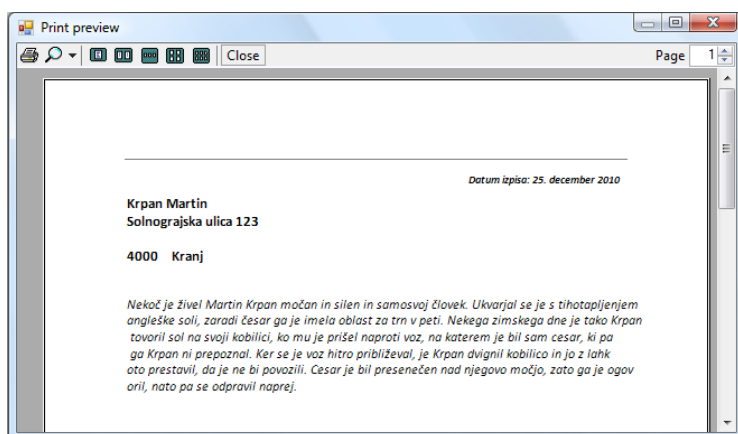 Print preview
Close
Page 1
Datum izpisa: 25. december 2010
Krpan Martin
Solnograjska ulica 123
4000 Kranj
Nekoč je živel Martin Krpan močan in silen in samosvoj človek. Ukvarjal se je s tihotapljenjem
angleške soli, zaradi česar ga je imela oblast za trn v peti. Nekega zimskega dne je tako Krpan
tovoril sol na svoji kobilici, ko mu je prišel naproti voz, na katerem je bil sam cesar, ki pa
ga Krpan ni prepoznal. Ker se je voz hitro približeval, je Krpan dvignil kobilico in jo z lahk
oto prestavil, da je ne bi povozili. Cesar je bil presenečen nad njegovo močjo, zato ga je ogov
oril, nato pa se odpravil naprej.